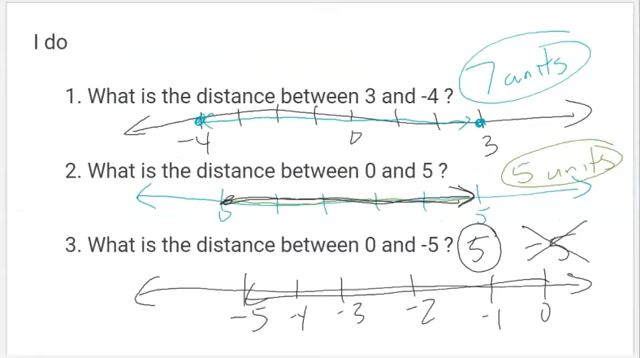 I do
1. What is the distance between 3 and -4 ? 7 units
-4 0 3
2. What is the distance between 0 and 5 ? 5 units
0 5
3. What is the distance between 0 and -5 ? 5 -5
-5 -4 -3 -2 -1 0